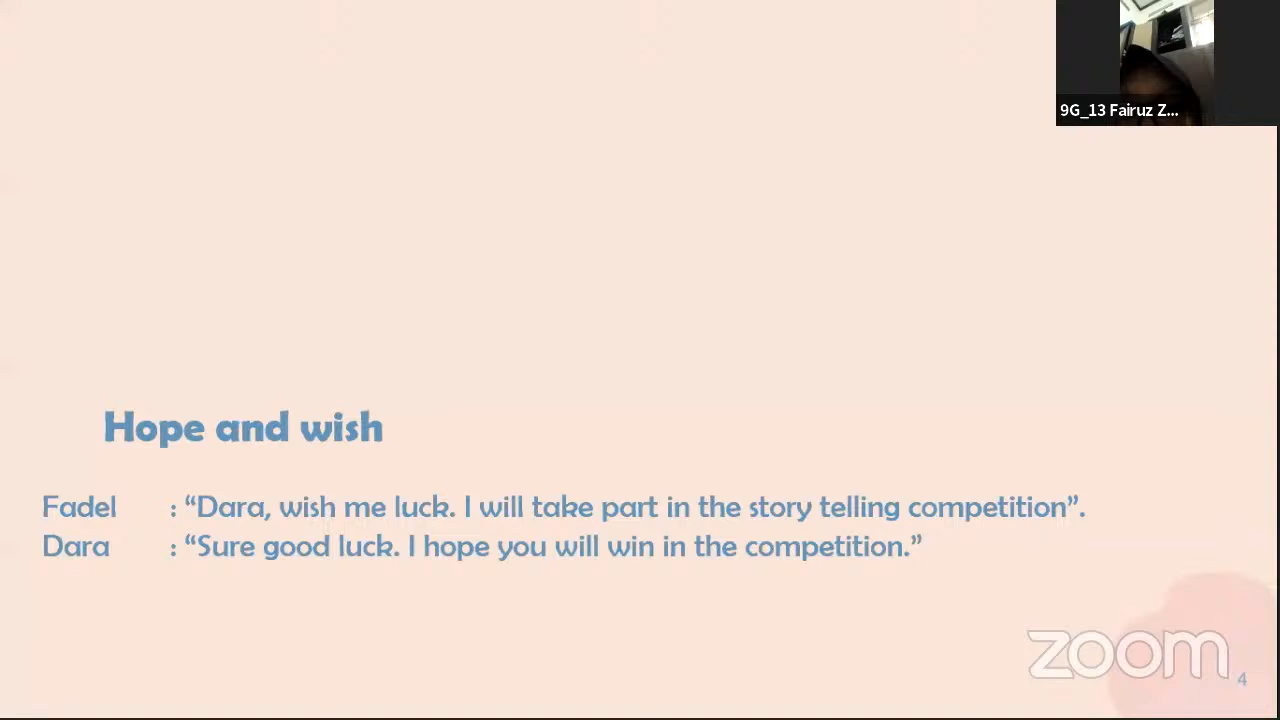 9G_13 Fairuz Z...
Hope and wish
Fadel : “Dara, wish me luck. I will take part in the story telling competition”.
Dara : “Sure good luck. I hope you will win in the competition.”
zoom
4